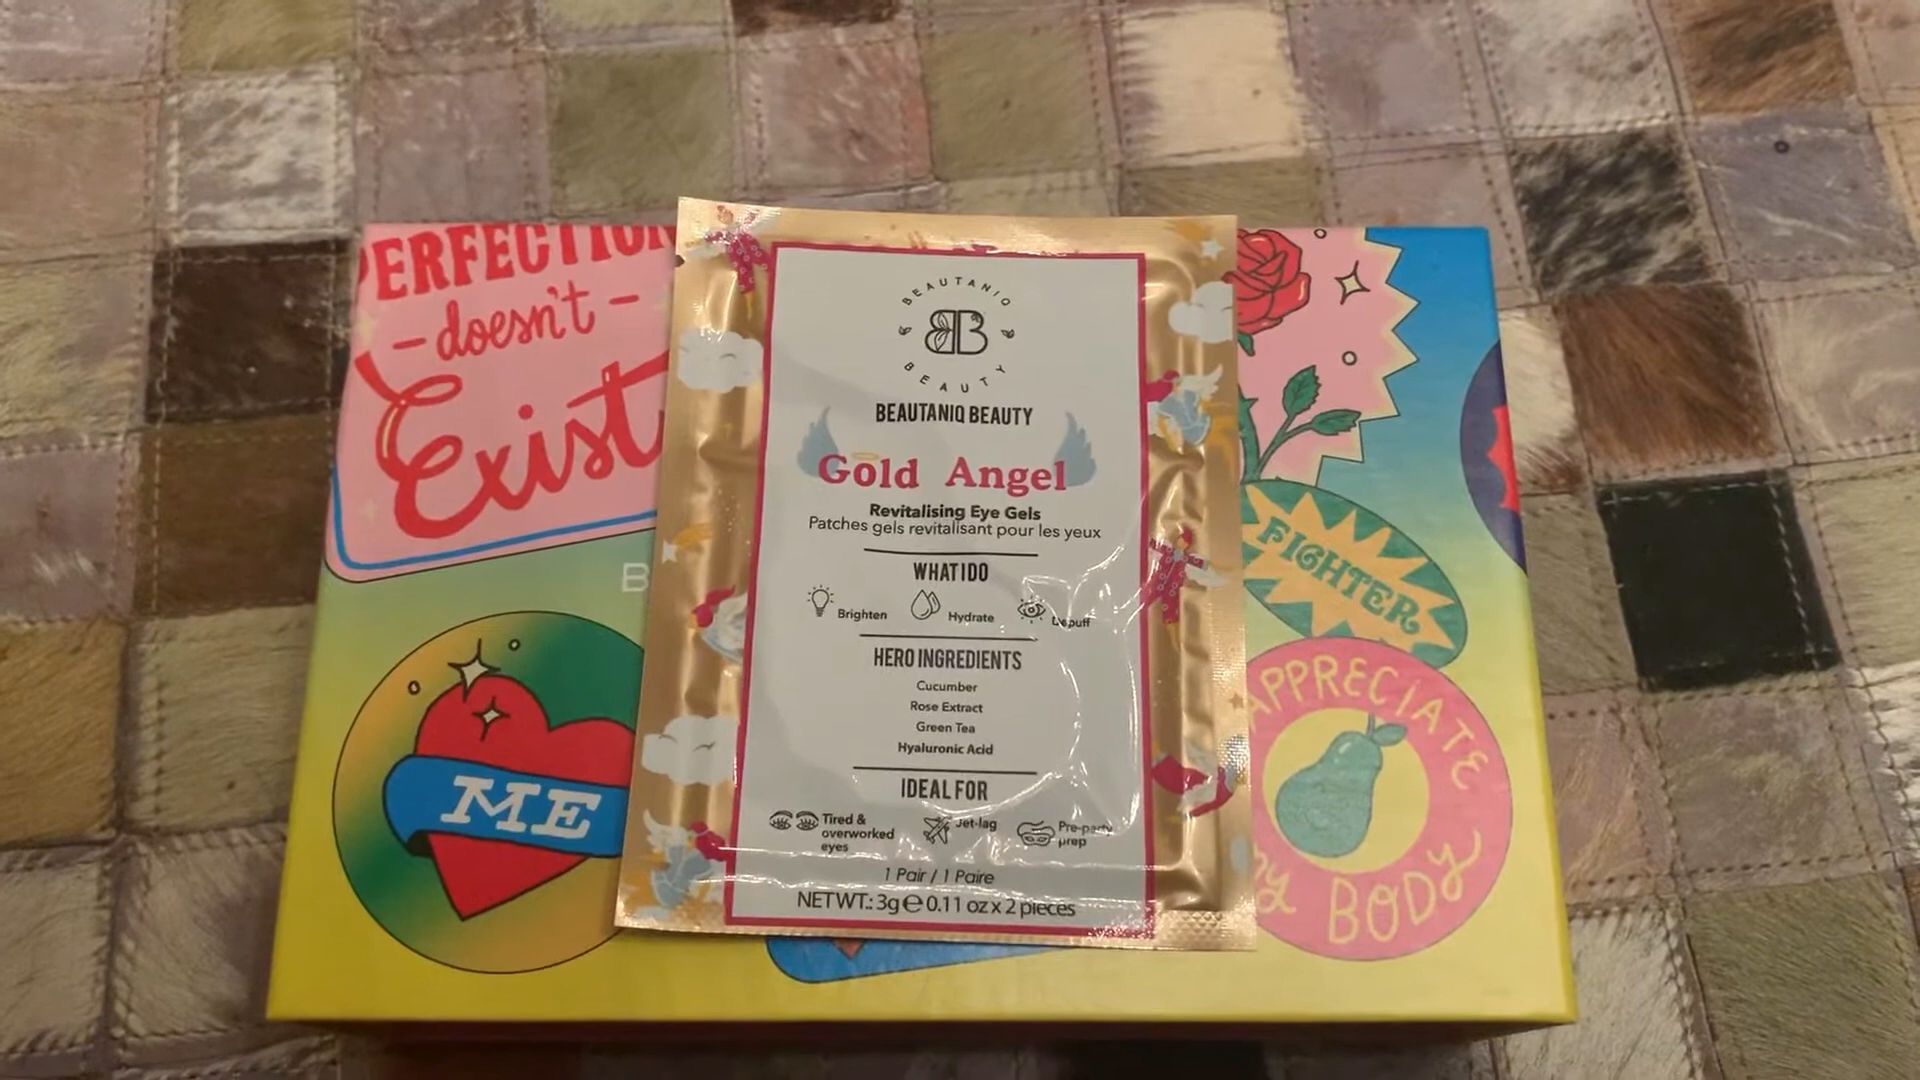 PERFECTION
-doesn't-
Exist
B
ME
BEAUTANIQ
BB
BEAUTY
BEAUTANIQ BEAUTY
Gold Angel
Revitalising Eye Gels
Patches gels revitalisant pour les yeux
WHAT I DO
Brighten
Hydrate
Depuff
HERO INGREDIENTS
Cucumber
Rose Extract
Green Tea
Hyaluronic Acid
IDEAL FOR
Tired &
overworked
eyes
Jet-lag
Pre-party
prep
1 Pair / 1 Paire
NET WT.: 3g ℮ 0.11 oz x 2 pieces
FIGHTER
APPRECIATE
BODY